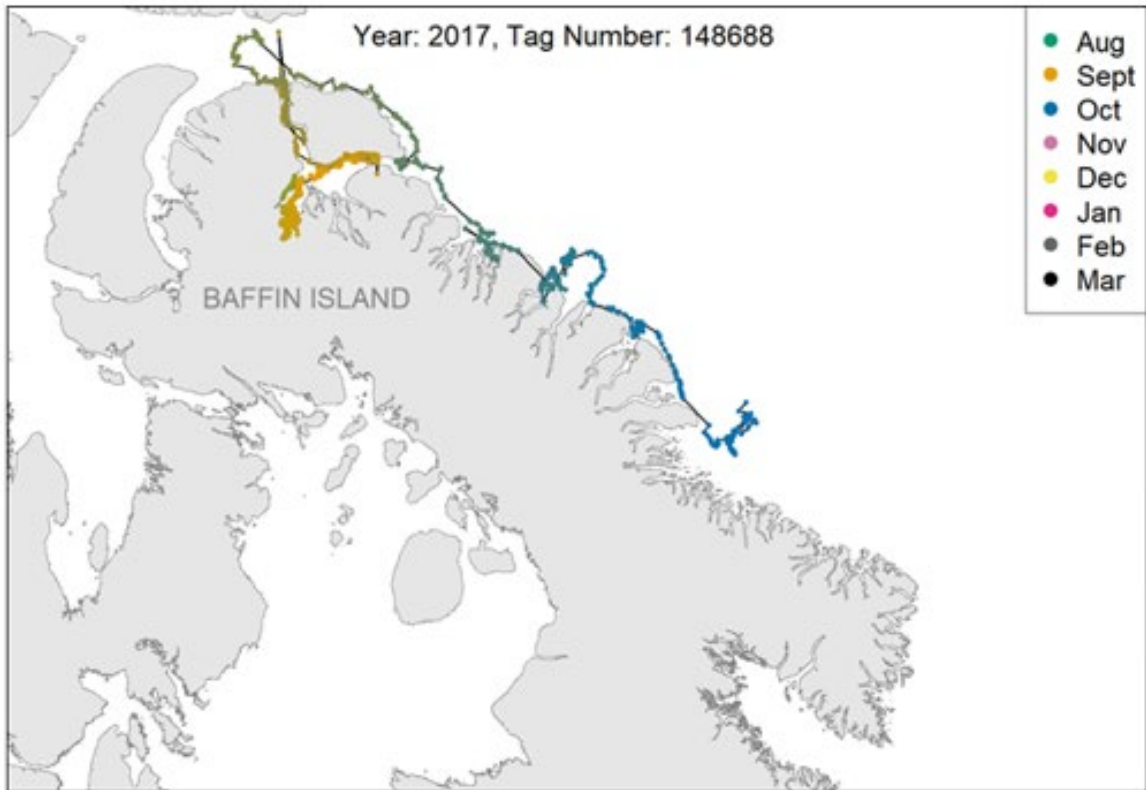 Year: 2017, Tag Number: 148688
Aug
Sept
Oct
Nov
Dec
Jan
Feb
Mar
BAFFIN ISLAND